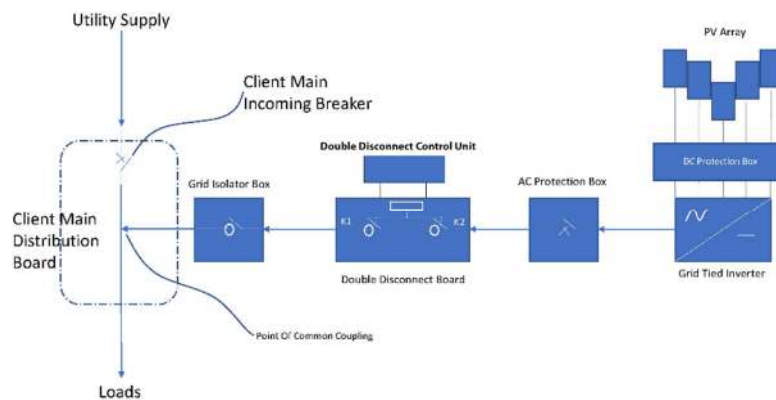 Utility Supply
PV Array
Client Main
Incoming Breaker
Double Disconnect Control Unit
DC Protection Box
Grid Isolator Box
AC Protection Box
Client Main
Distribution
Board
K1
K2
Double Disconnect Board
Grid Tied Inverter
Point Of Common Coupling
Loads